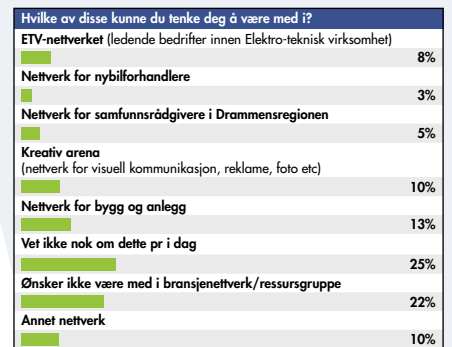 Hvilke av disse kunne du tenke deg å være med i?
ETV-nettverket (ledende bedrifter innen Elektro-teknisk virksomhet)
8%
Nettverk for nybilforhandlere
3%
Nettverk for samfunnsrådgivere i Drammensregionen
5%
Kreativ arena
(nettverk for visuell kommunikasjon, reklame, foto etc)
10%
Nettverk for bygg og anlegg
13%
Vet ikke nok om dette pr i dag
25%
Ønsker ikke være med i bransjenettverk/ressursgruppe
22%
Annet nettverk
10%